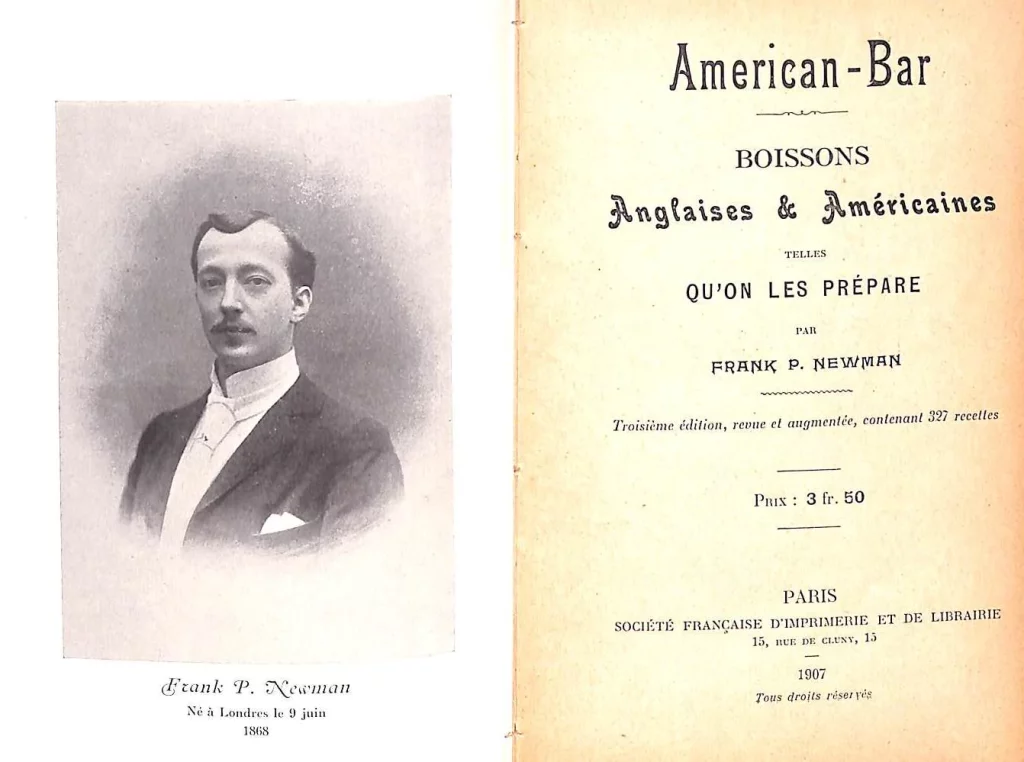 Frank P. Newman
Né à Londres le 9 juin
1868
American-Bar
BOISSONS
Anglaises & Américaines
TELLES
QU'ON LES PRÉPARE
PAR
FRANK P. NEWMAN
Troisième édition, revue et augmentée, contenant 327 recettes
PRIX : 3 fr. 50
PARIS
SOCIÉTÉ FRANÇAISE D'IMPRIMERIE ET DE LIBRAIRIE
15, RUE DE CLUNY, 15
1907
Tous droits réservés